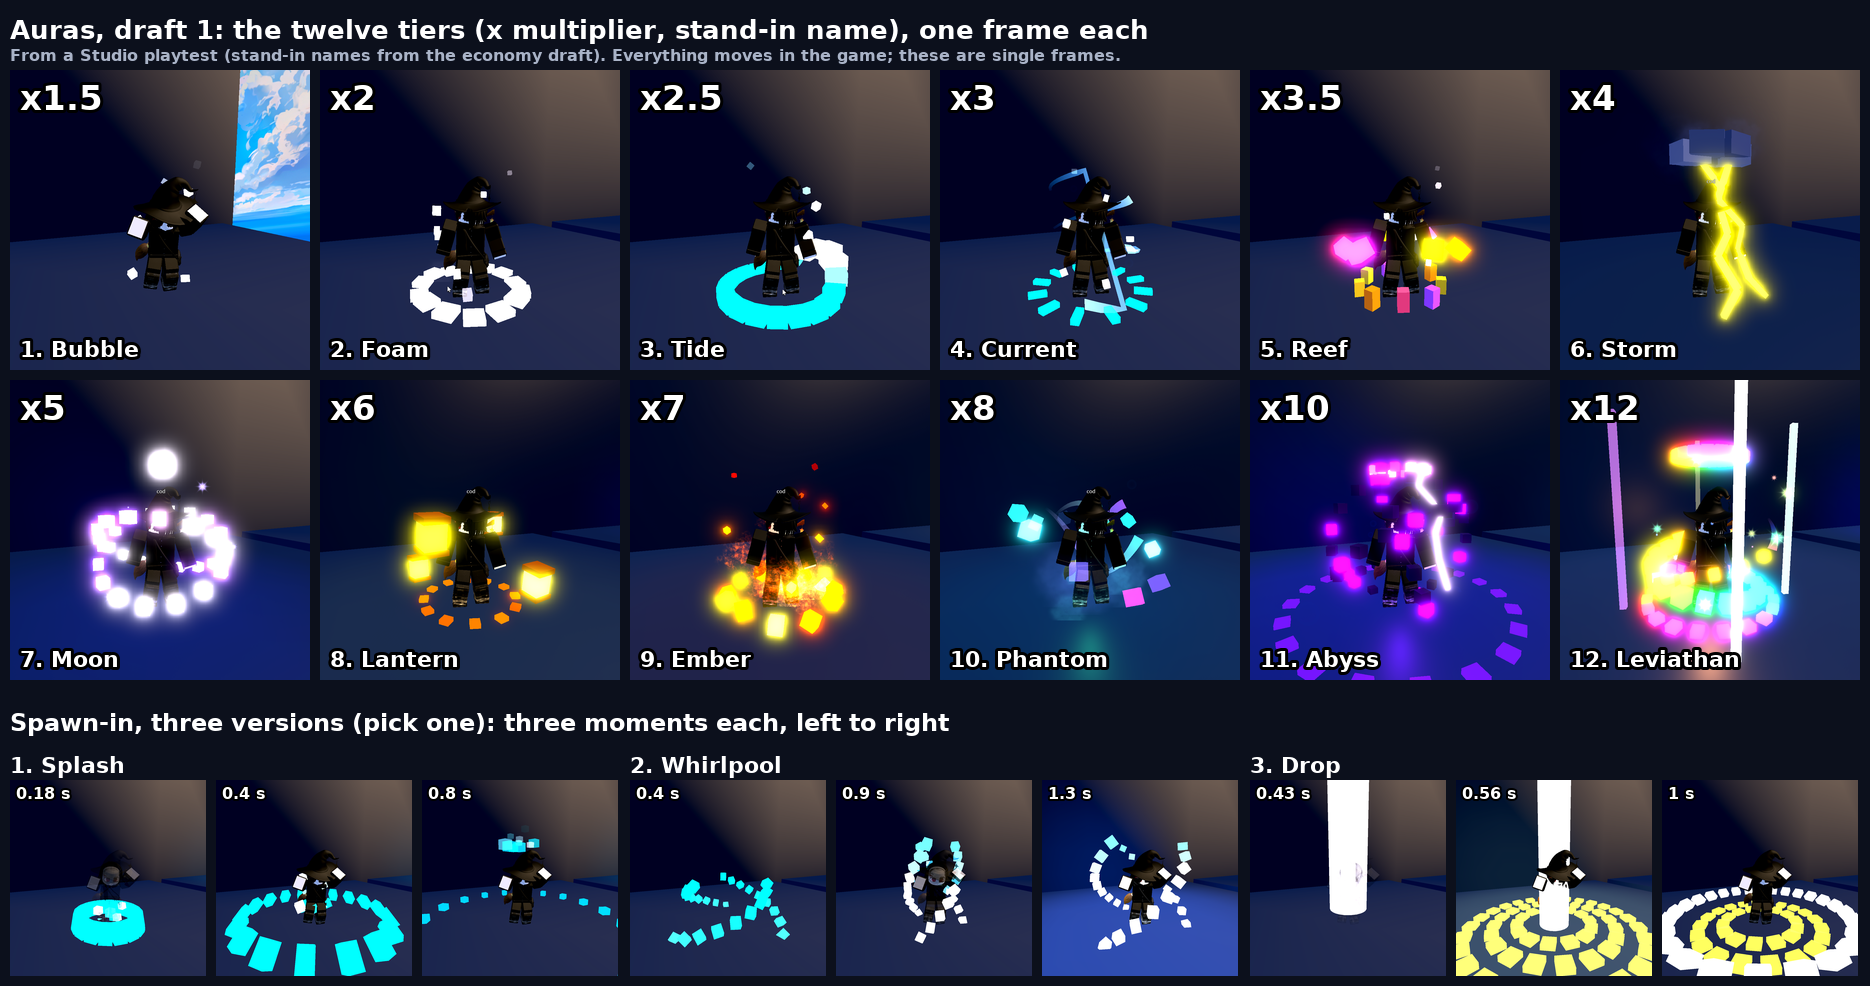 Auras, draft 1: the twelve tiers (x multiplier, stand-in name), one frame each
From a Studio playtest (stand-in names from the economy draft). Everything moves in the game; these are single frames.
x1.5
x2
x2.5
x3
x3.5
x4
1. Bubble
2. Foam
3. Tide
4. Current
5. Reef
6. Storm
x5
x6
x7
x8
x10
x12
cod
cod
cod
cod
7. Moon
8. Lantern
9. Ember
10. Phantom
11. Abyss
12. Leviathan
Spawn-in, three versions (pick one): three moments each, left to right
1. Splash
2. Whirlpool
3. Drop
0.18 s
0.4 s
0.8 s
0.4 s
0.9 s
1.3 s
0.43 s
0.56 s
1 s